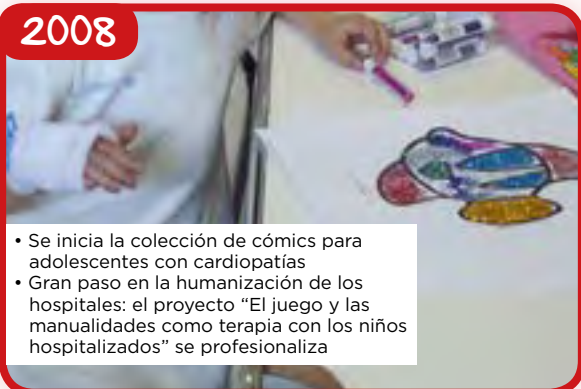 2008
• Se inicia la colección de cómics para
adolescentes con cardiopatías
• Gran paso en la humanización de los
hospitales: el proyecto “El juego y las
manualidades como terapia con los niños
hospitalizados” se profesionaliza